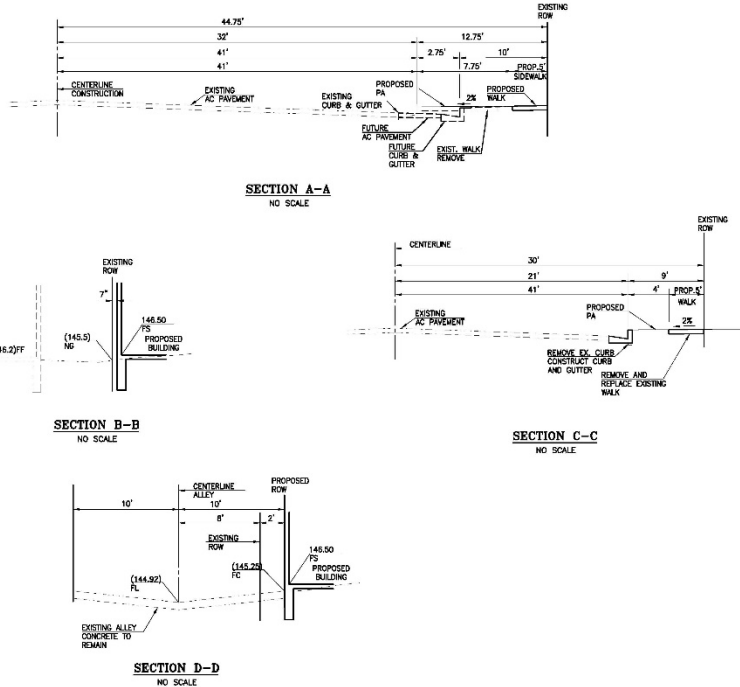 EXISTING
ROW
44.75'
32'
12.75'
41'
2.75'
10'
41'
7.75'
PROP.5'
SIDEWALK
CENTERLINE
CONSTRUCTION
EXISTING
AC PAVEMENT
EXISTING
CURB & GUTTER
PROPOSED
PA
2%
PROPOSED
WALK
FUTURE
AC PAVEMENT
FUTURE
CURB &
GUTTER
EXIST. WALK
REMOVE
SECTION A-A
NO SCALE
EXISTING
ROW
7"
146.50
FS
PROPOSED
BUILDING
(145.5)
NG
SECTION B-B
NO SCALE
EXISTING
ROW
CENTERLINE
30'
21'
9'
41'
4'
PROP.5'
WALK
EXISTING
AC PAVEMENT
PROPOSED
PA
2%
REMOVE EX. CURB
CONSTRUCT CURB
AND GUTTER
REMOVE AND
REPLACE EXISTING
WALK
SECTION C-C
NO SCALE
CENTERLINE
ALLEY
PROPOSED
ROW
10'
10'
2'
EXISTING
ROW
146.50
FS
PROPOSED
BUILDING
(144.92)
FL
(145.25)
FC
EXISTING ALLEY
CONCRETE TO
REMAIN
SECTION D-D
NO SCALE